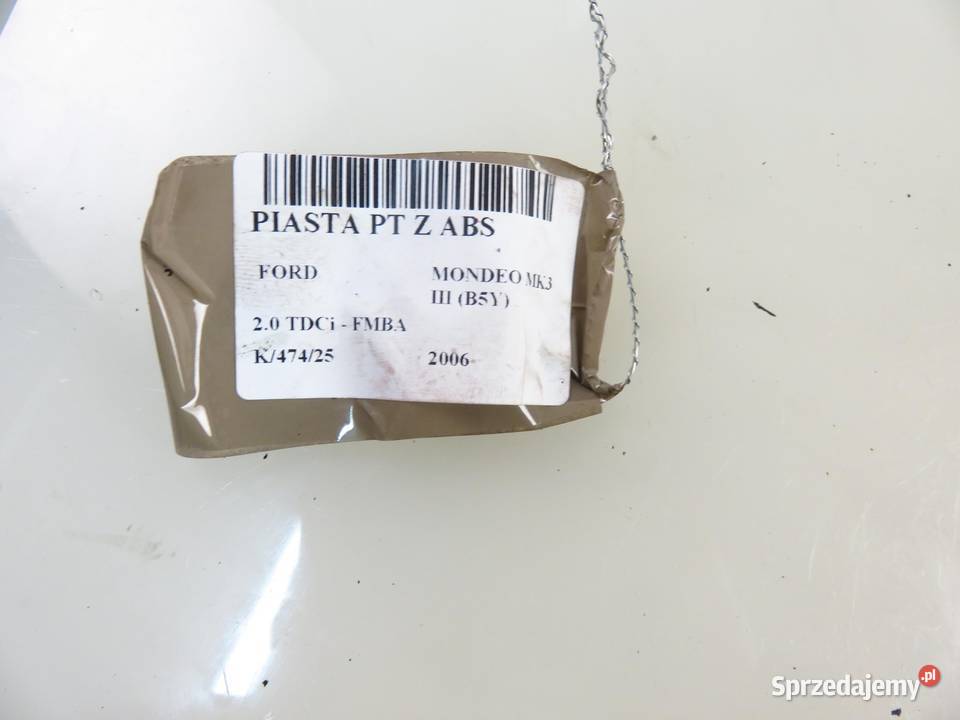 PIASTA PT Z ABS
FORD
MONDEO MK3
III (B5Y)
2.0 TDCi - FMBA
K/474/25
2006
Sprzedajemy.pl